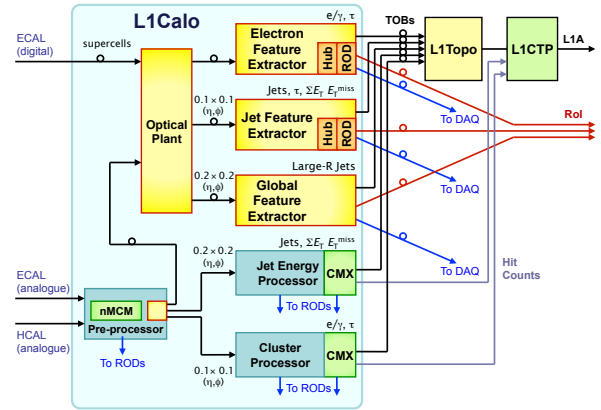 L1Calo
ECAL
(digital)
supercells
e/γ, τ
TOBs
Electron
Feature
Extractor
Hub
ROD
L1Topo
L1CTP
L1A
0.1 × 0.1
(η,ϕ)
Jets, τ, ΣE_T E_T^miss
Optical
Plant
Jet Feature
Extractor
Hub
ROD
To DAQ
RoI
0.2 × 0.2
(η,ϕ)
Large-R Jets
Global
Feature
Extractor
To DAQ
To DAQ
Hit
Counts
0.2 × 0.2
(η,ϕ)
Jets, ΣE_T E_T^miss
Jet Energy
Processor
CMX
To RODs
ECAL
(analogue)
nMCM
Pre-processor
HCAL
(analogue)
To RODs
e/γ, τ
Cluster
Processor
CMX
0.1 × 0.1
(η,ϕ)
To RODs